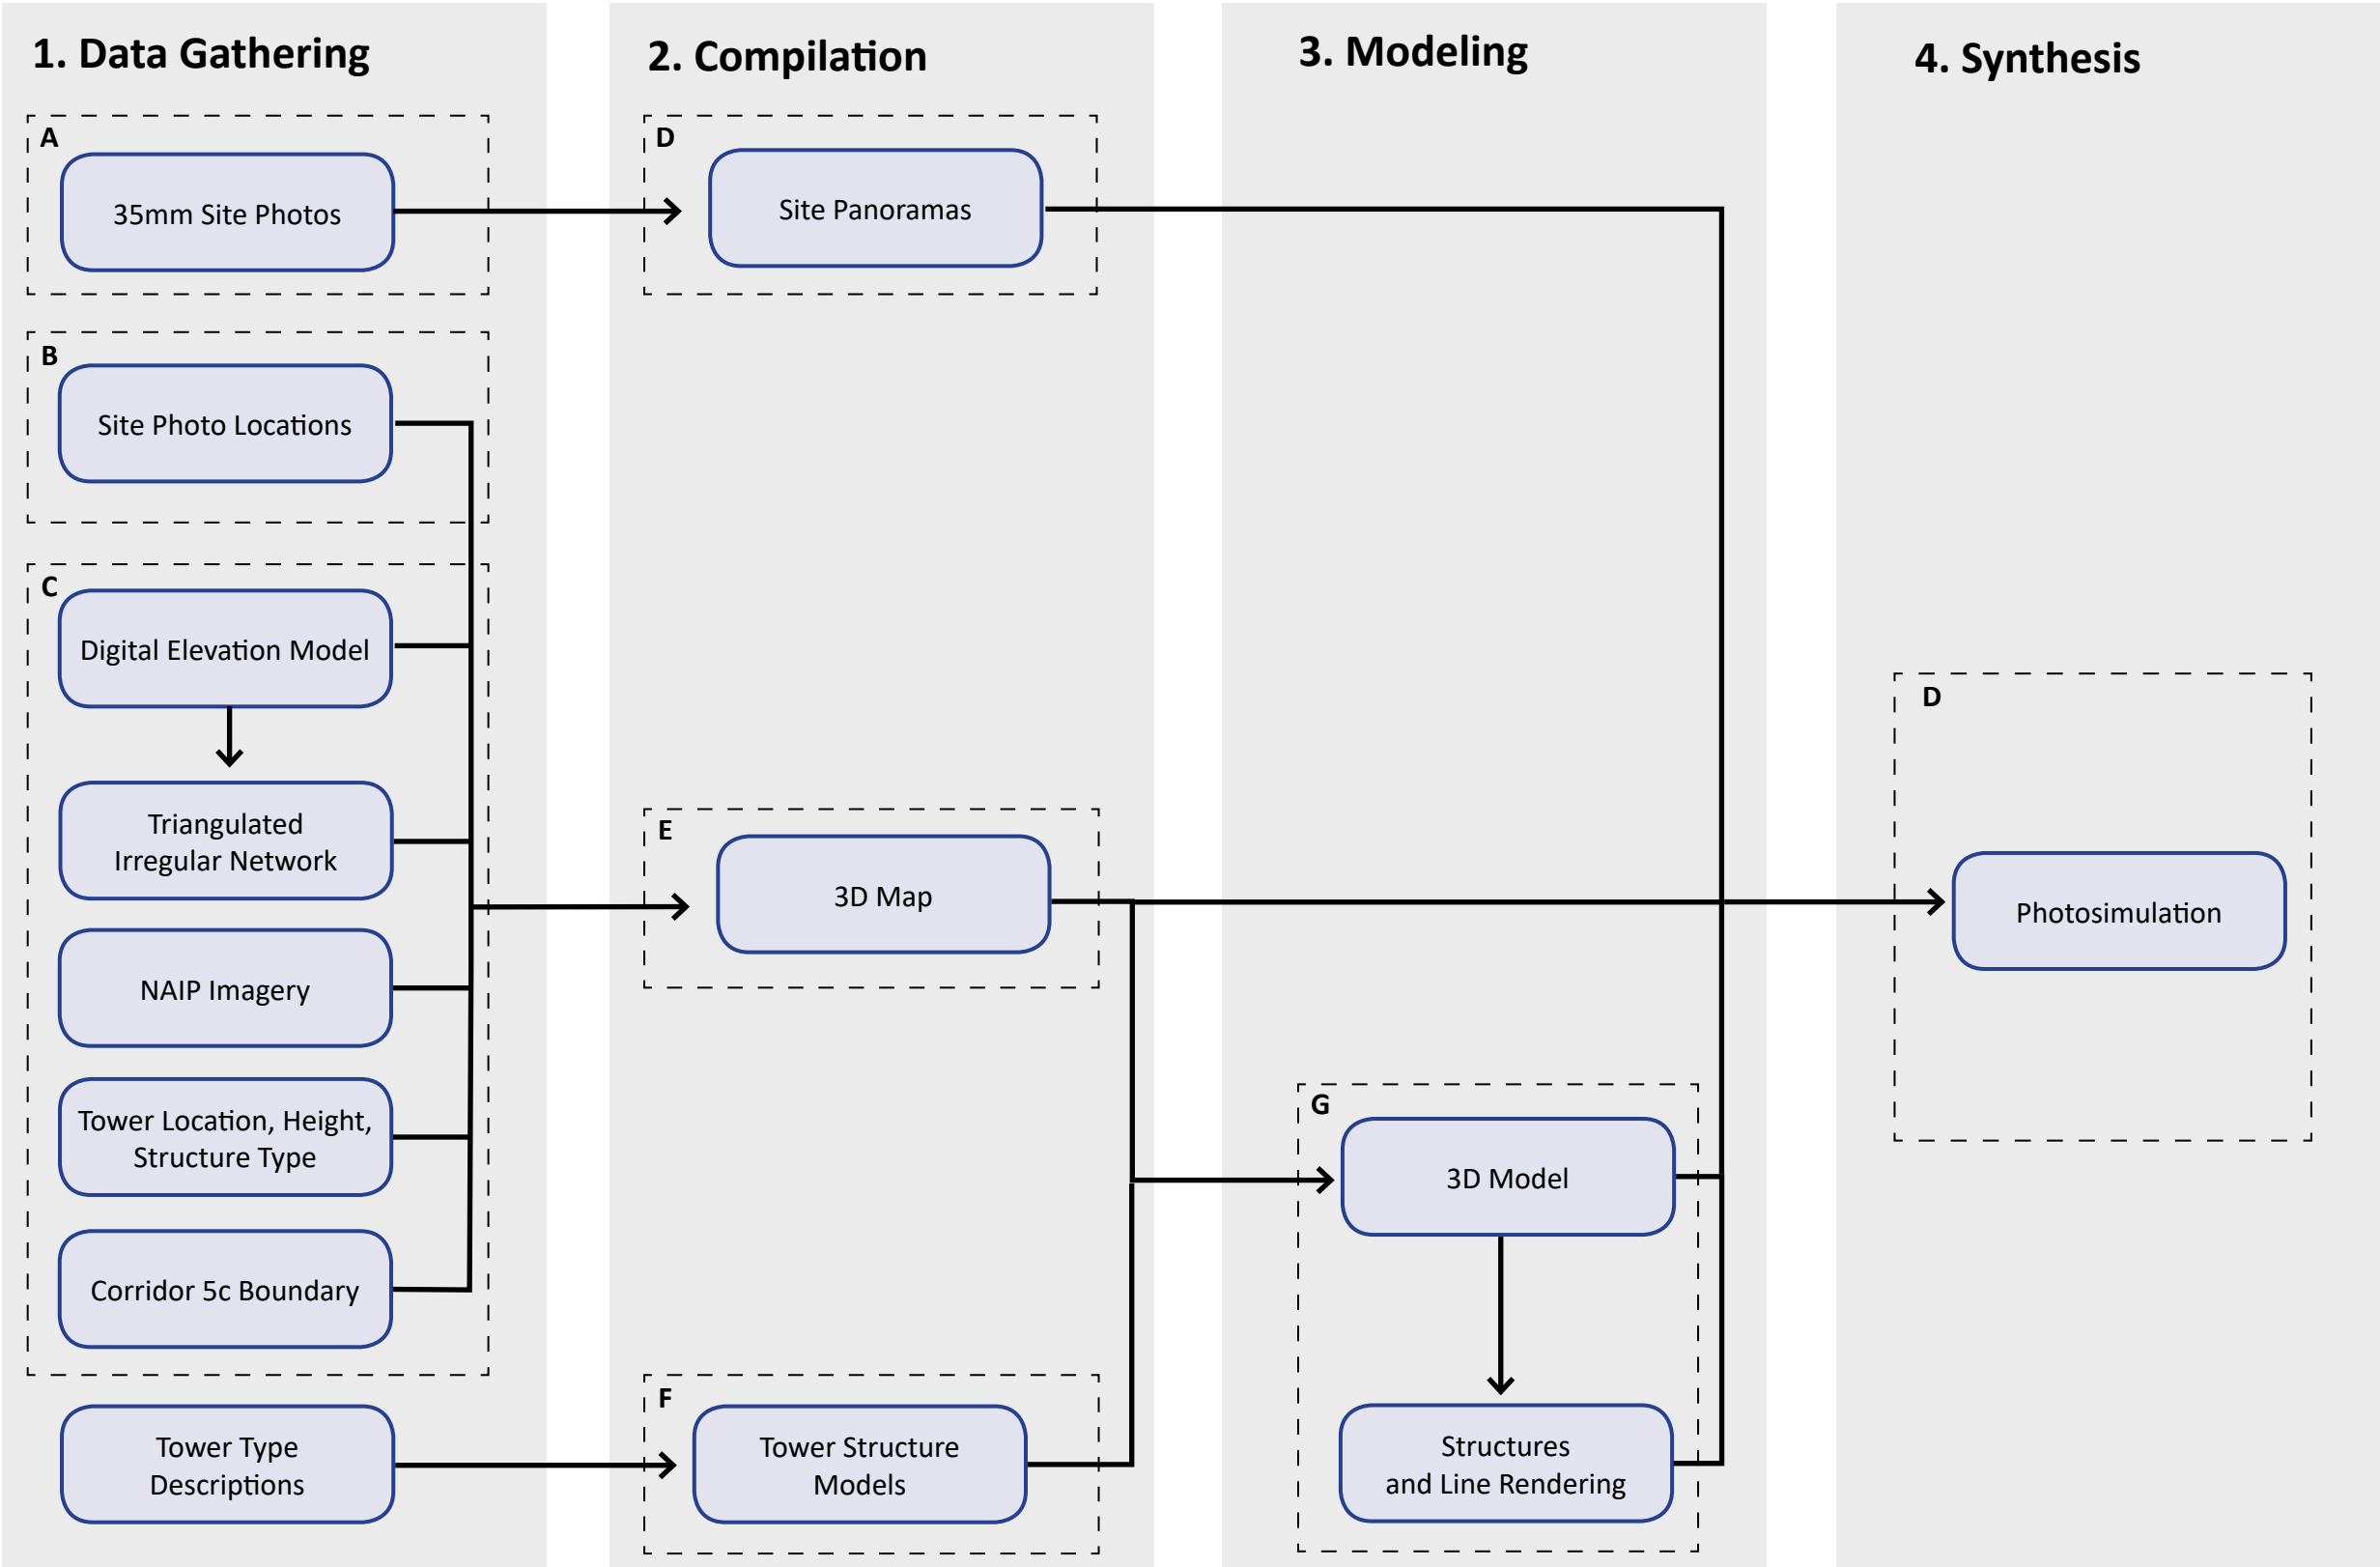 1. Data Gathering
A
35mm Site Photos
B
Site Photo Locations
C
Digital Elevation Model
Triangulated
Irregular Network
NAIP Imagery
Tower Location, Height,
Structure Type
Corridor 5c Boundary
Tower Type
Descriptions
2. Compilation
D
Site Panoramas
E
3D Map
F
Tower Structure
Models
3. Modeling
G
3D Model
Structures
and Line Rendering
4. Synthesis
D
Photosimulation